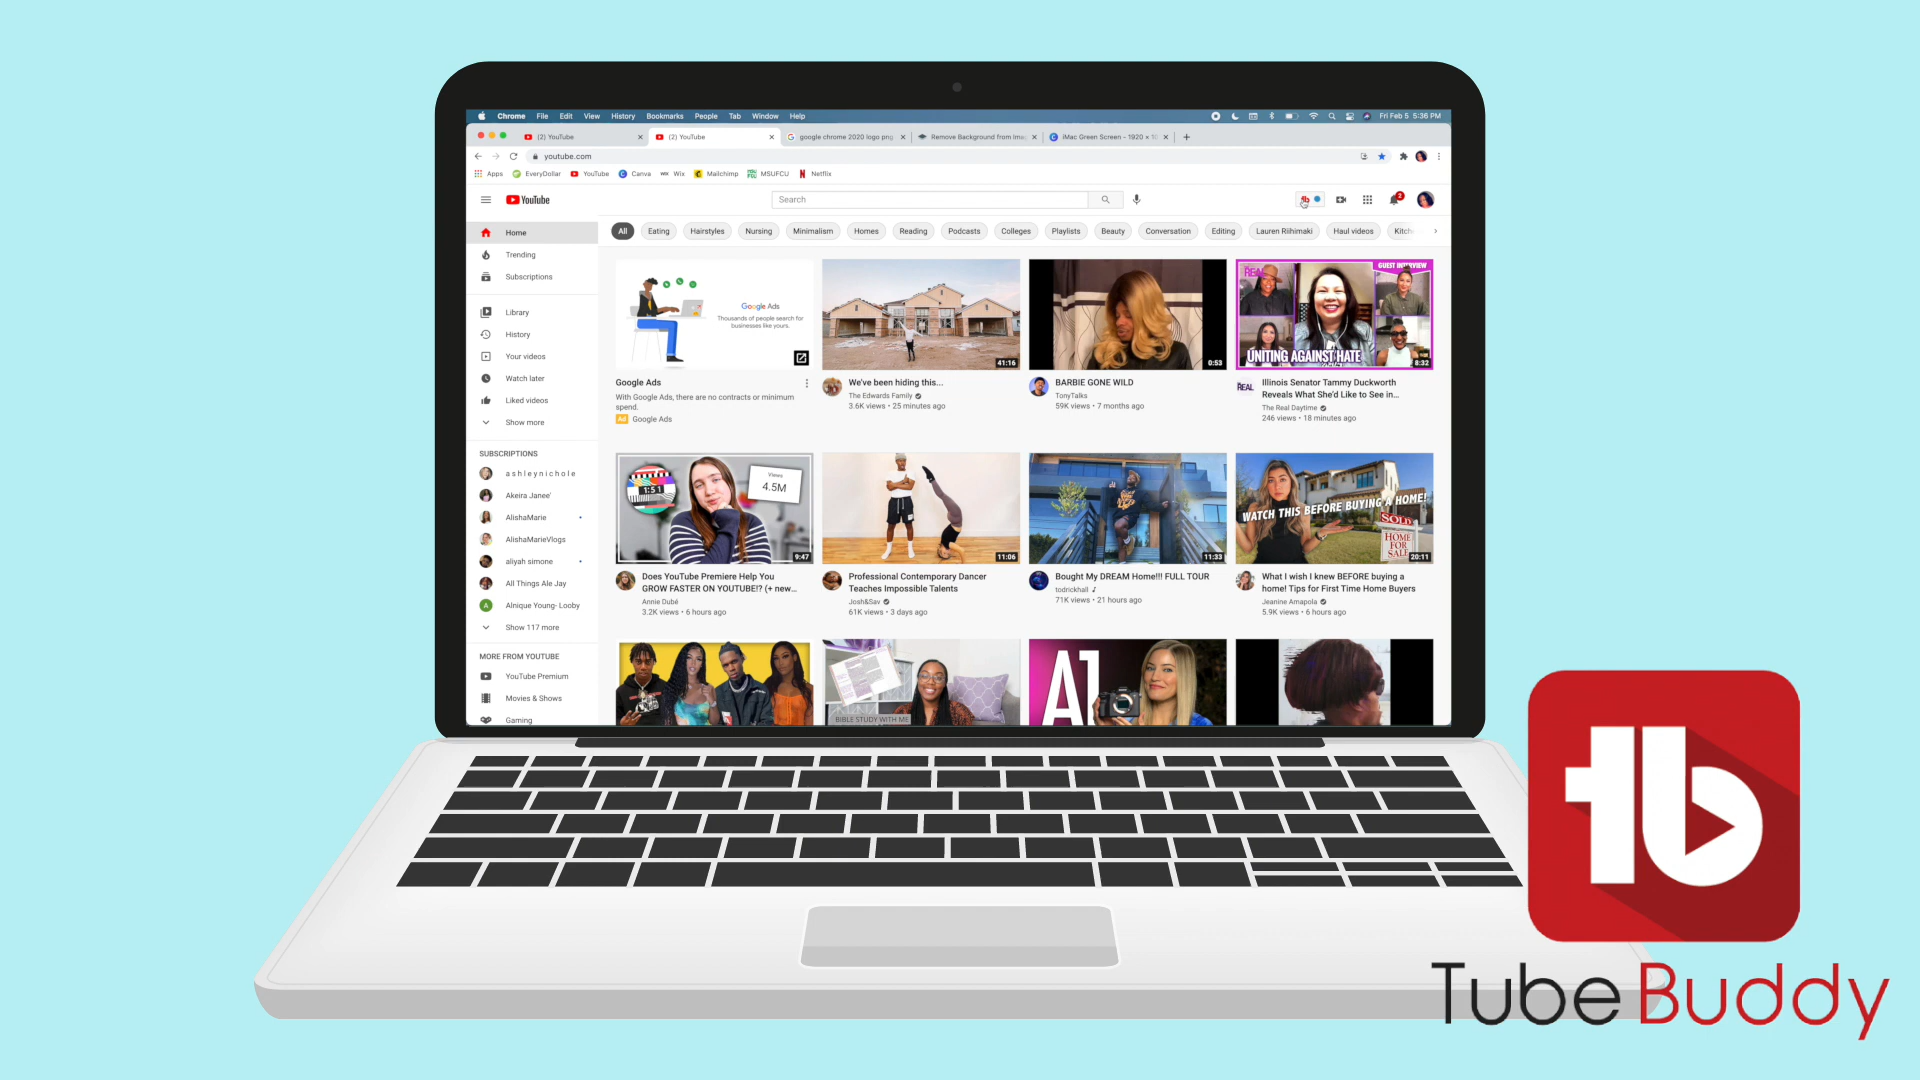 Chrome File Edit View History Bookmarks People Tab Window Help Fri Feb 5 5:36 PM
(2) YouTube (2) YouTube google chrome 2020 logo png Remove Background from Ima iMac Green Screen - 1920 × 10
youtube.com
Apps EveryDollar YouTube Canva Wix Mailchimp MSUFCU Netflix
YouTube Search 2
All Eating Hairstyles Nursing Minimalism Homes Reading Podcasts Colleges Playlists Beauty Conversation Editing Lauren Riihimaki Haul videos Kitch
Home
Trending
Subscriptions
Library
History
Your videos
Watch later
Liked videos
Show more
SUBSCRIPTIONS
a s h l e y n i c h o l e
Akeira Janee'
AlishaMarie
AlishaMarieVlogs
aliyah simone
All Things Ale Jay
A Alnique Young- Looby
Show 117 more
MORE FROM YOUTUBE
YouTube Premium
Movies & Shows
Gaming
Google Ads
Thousands of people search for
businesses like yours.
Google Ads
With Google Ads, there are no contracts or minimum
spend.
Ad Google Ads
41:16
We've been hiding this...
The Edwards Family
3.6K views • 25 minutes ago
0:53
BARBIE GONE WILD
TonyTalks
59K views • 7 months ago
REAL GUEST INTERVIEW
UNITING AGAINST HATE
8:32
REAL
Illinois Senator Tammy Duckworth
Reveals What She'd Like to See in...
The Real Daytime
246 views • 18 minutes ago
1:51
Views
4.5M
9:47
Does YouTube Premiere Help You
GROW FASTER ON YOUTUBE!? (+ new...
Annie Dubé
3.2K views • 6 hours ago
11:06
Professional Contemporary Dancer
Teaches Impossible Talents
Josh&Sav
61K views • 3 days ago
11:33
Bought My DREAM Home!!! FULL TOUR
todrickhall
71K views • 21 hours ago
WATCH THIS BEFORE BUYING A HOME!
SOLD
HOME
FOR
SALE
20:11
What I wish I knew BEFORE buying a
home! Tips for First Time Home Buyers
Jeanine Amapola
5.9K views • 6 hours ago
BIBLE STUDY WITH ME
A1
tb
TubeBuddy